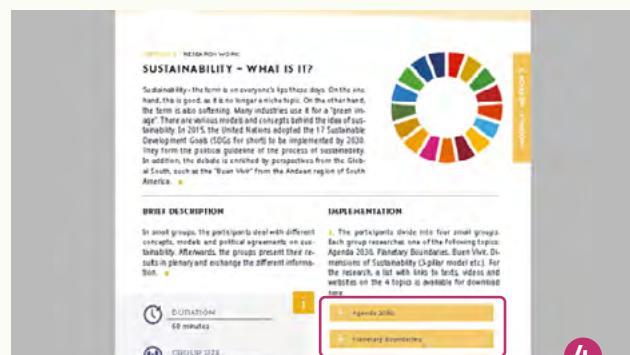 RESEARCH WORK
SUSTAINABILITY – WHAT IS IT?
Sustainability - the term is on everyone's lips these days. On the one
hand, this is good, as it is no longer a niche topic. On the other hand,
the term is also softening. Many industries use it for a "green im-
age". There are various models and concepts behind the idea of sus-
tainability. In 2015, the United Nations adopted the 17 Sustainable
Development Goals (SDGs for short) to be implemented by 2030.
They form the political guideline of the process of sustainability.
In addition, the debate is enriched by perspectives from the Glob-
al South, such as the "Buen Vivir" from the Andean region of South
America.
BRIEF DESCRIPTION
In small groups, the participants deal with different
concepts, models and political agreements on sus-
tainability. Afterwards, the groups present their re-
sults in plenary and exchange the different informa-
tion.
DURATION
60 minutes
GROUP SIZE
IMPLEMENTATION
1. The participants divide into four small groups.
Each group researches one of the following topics:
Agenda 2030, Planetary Boundaries, Buen Vivir, Di-
mensions of Sustainability (3-pillar model etc.). For
the research, a list with links to texts, videos and
websites on the 4 topics is available for download
here.
Agenda 2030
Planetary Boundaries
4